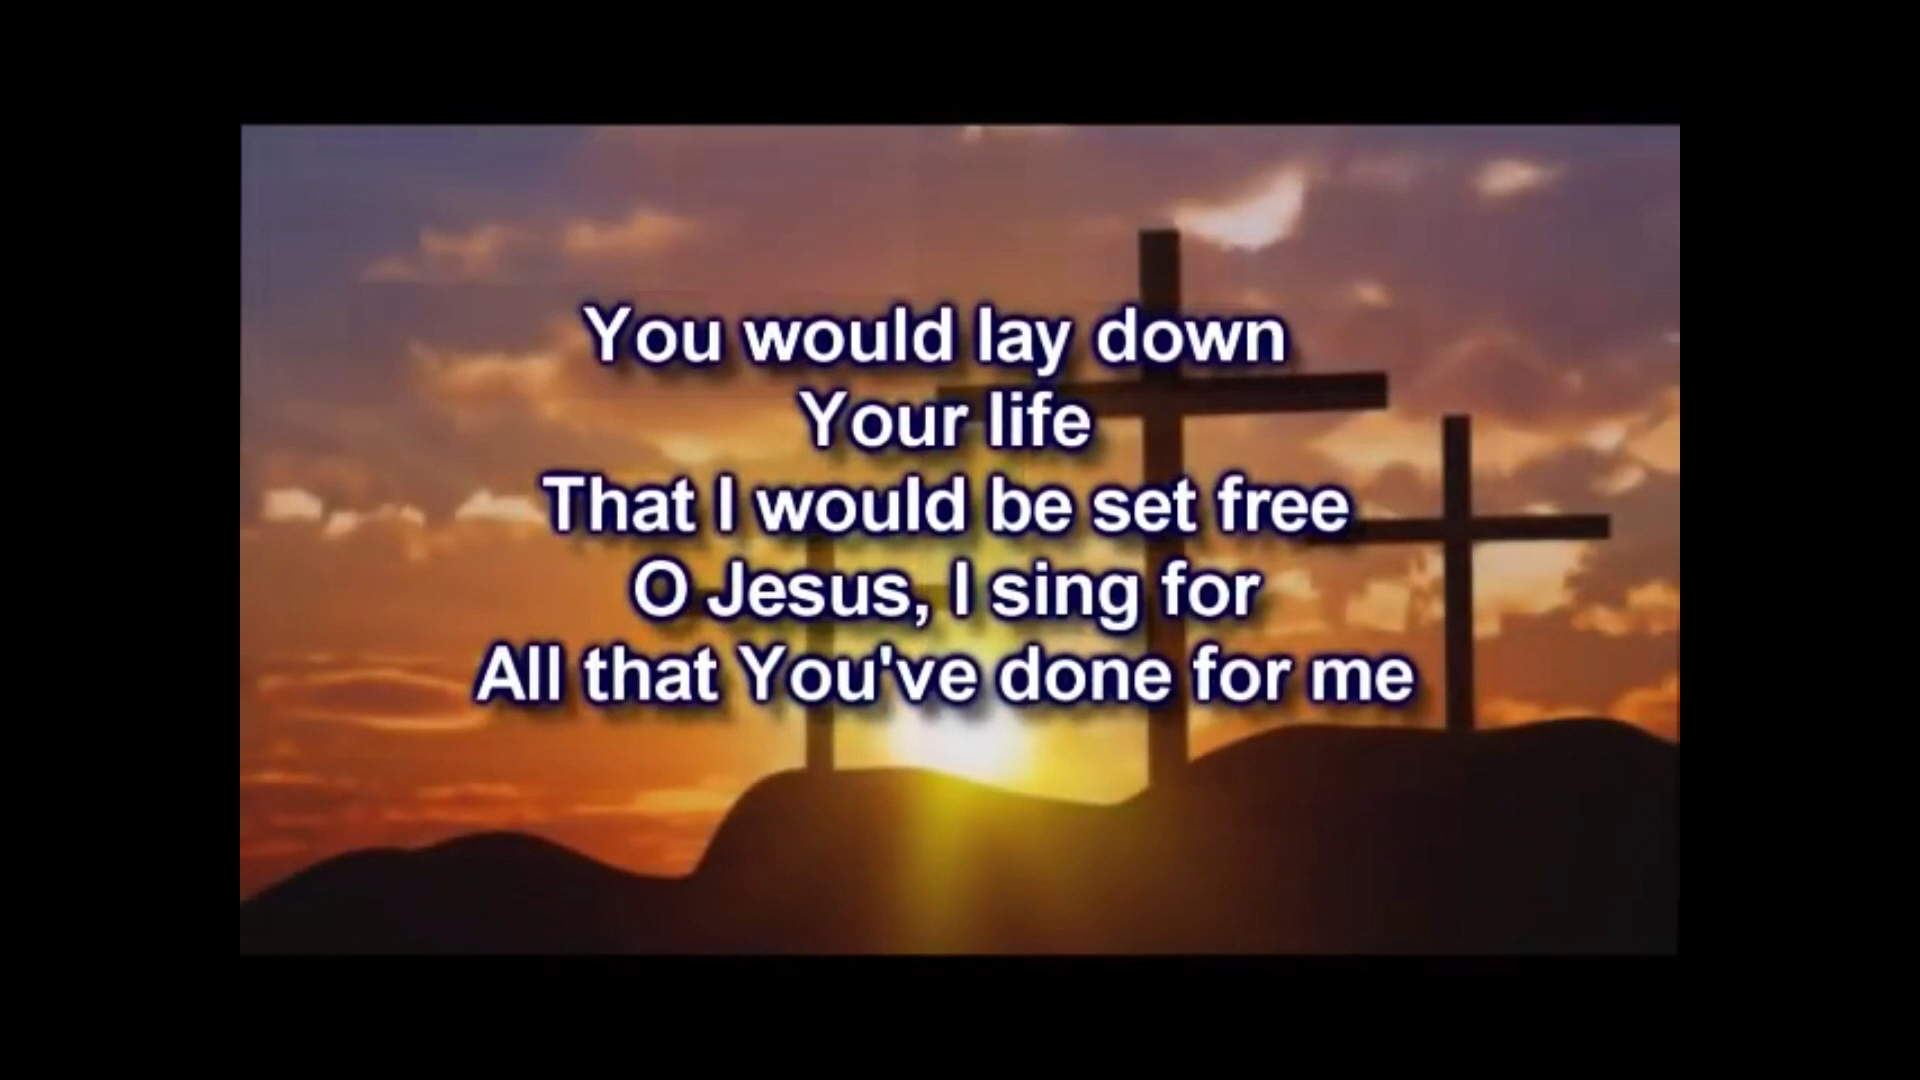 You would lay down
Your life
That I would be set free
O Jesus, I sing for
All that You've done for me